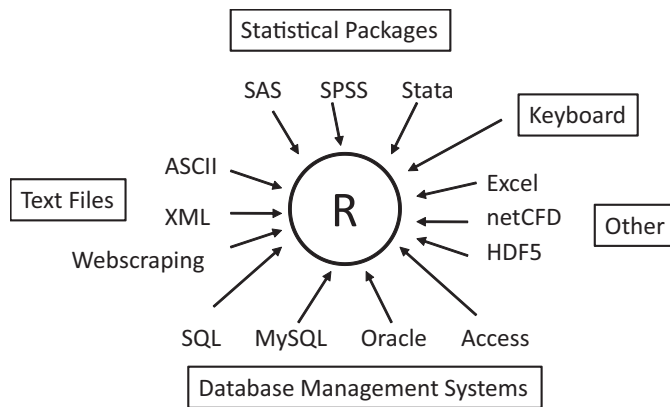 Statistical Packages
SAS SPSS Stata
Keyboard
ASCII
Text Files
XML
Webscraping
R
Excel
netCFD
HDF5
Other
SQL MySQL Oracle Access
Database Management Systems